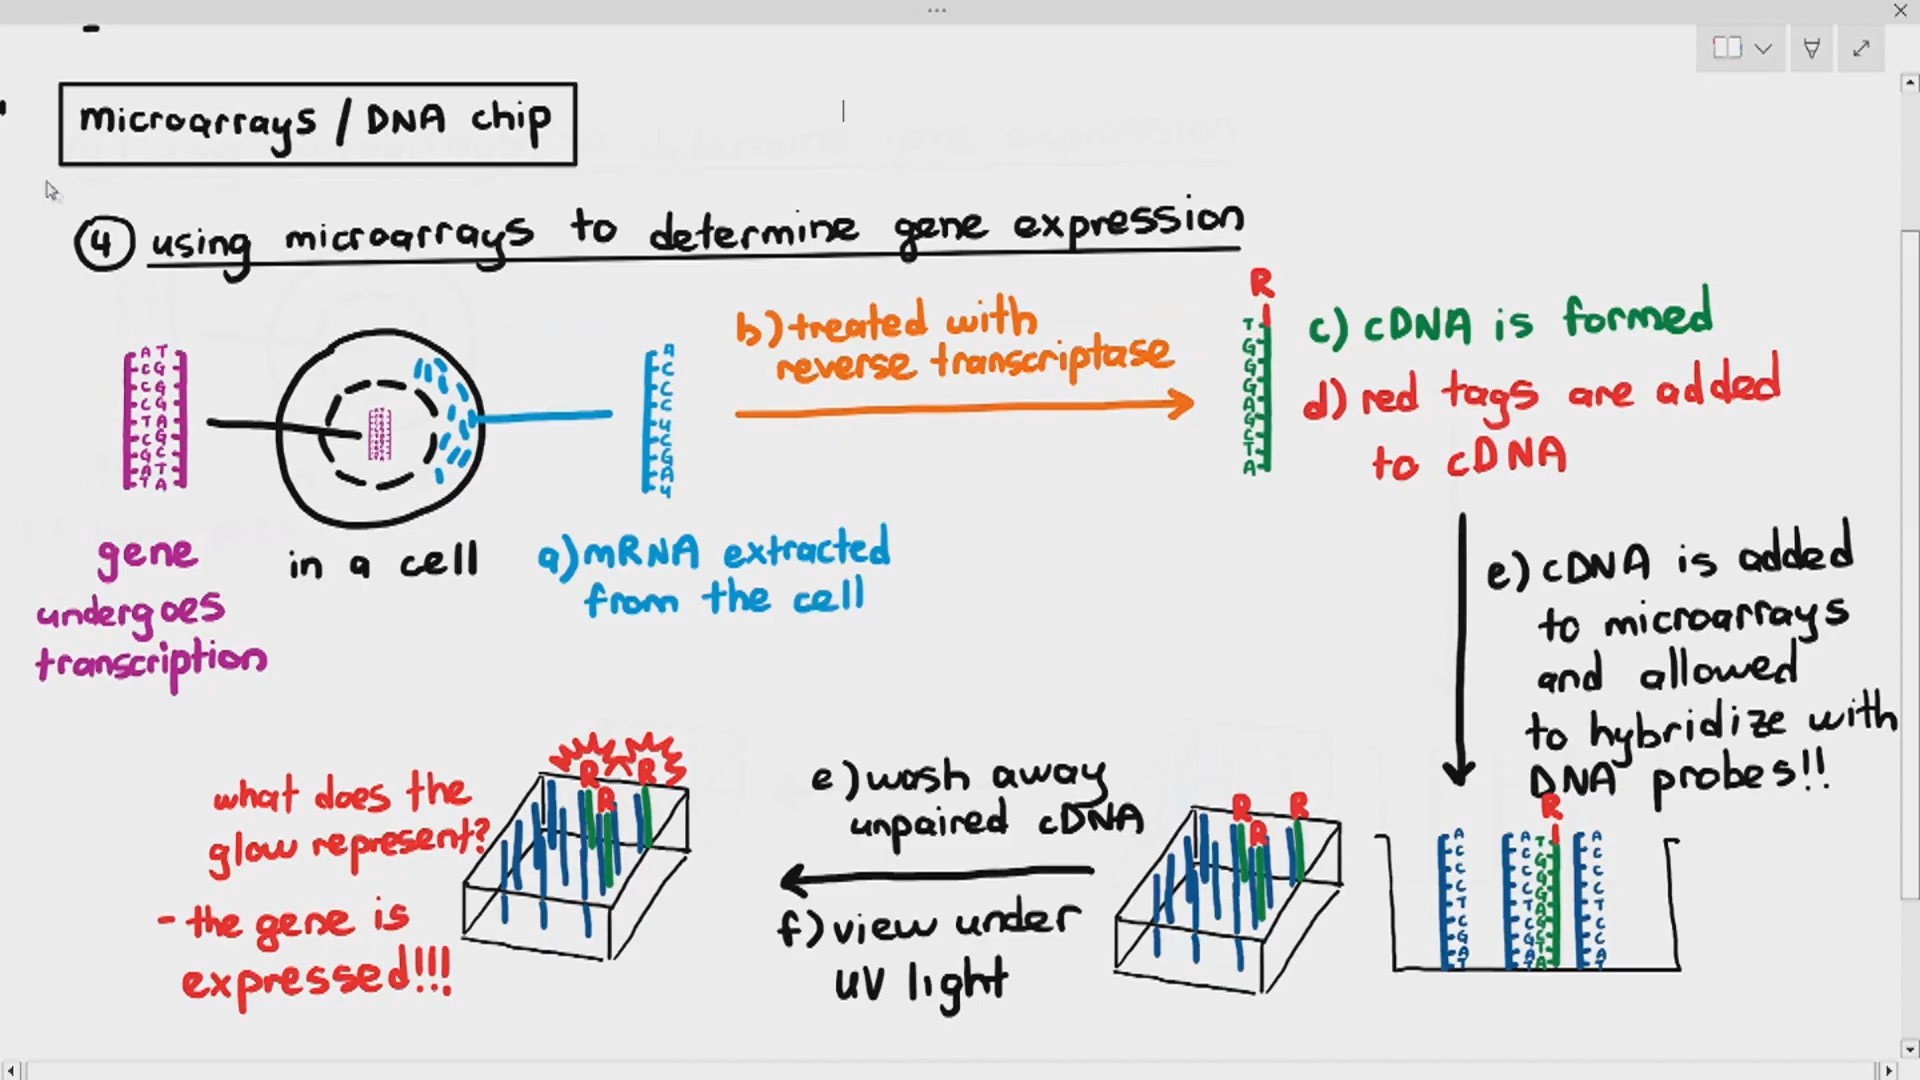 microarrays / DNA chip
④ using microarrays to determine gene expression
b) treated with
reverse transcriptase
R
c) cDNA is formed
d) red tags are added
to cDNA
A T
C G
C G
C G
T A
C G
G C
A T
T A
A
C
C
C
U
C
G
A
U
T
G
G
G
A
G
C
T
A
gene
undergoes
transcription
in a cell
a) mRNA extracted
from the cell
e) cDNA is added
to microarrays
and allowed
to hybridize with
DNA probes!!
what does the
glow represent?
- the gene is
expressed!!!
R R
R
e) wash away
unpaired cDNA
f) view under
UV light
R R
R
R
A
C
C
C
T
C
G
A
T